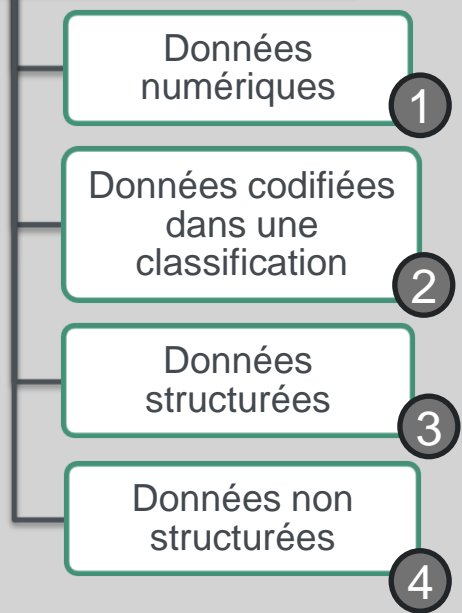 Données
numériques
1
Données codifiées
dans une
classification
2
Données
structurées
3
Données non
structurées
4